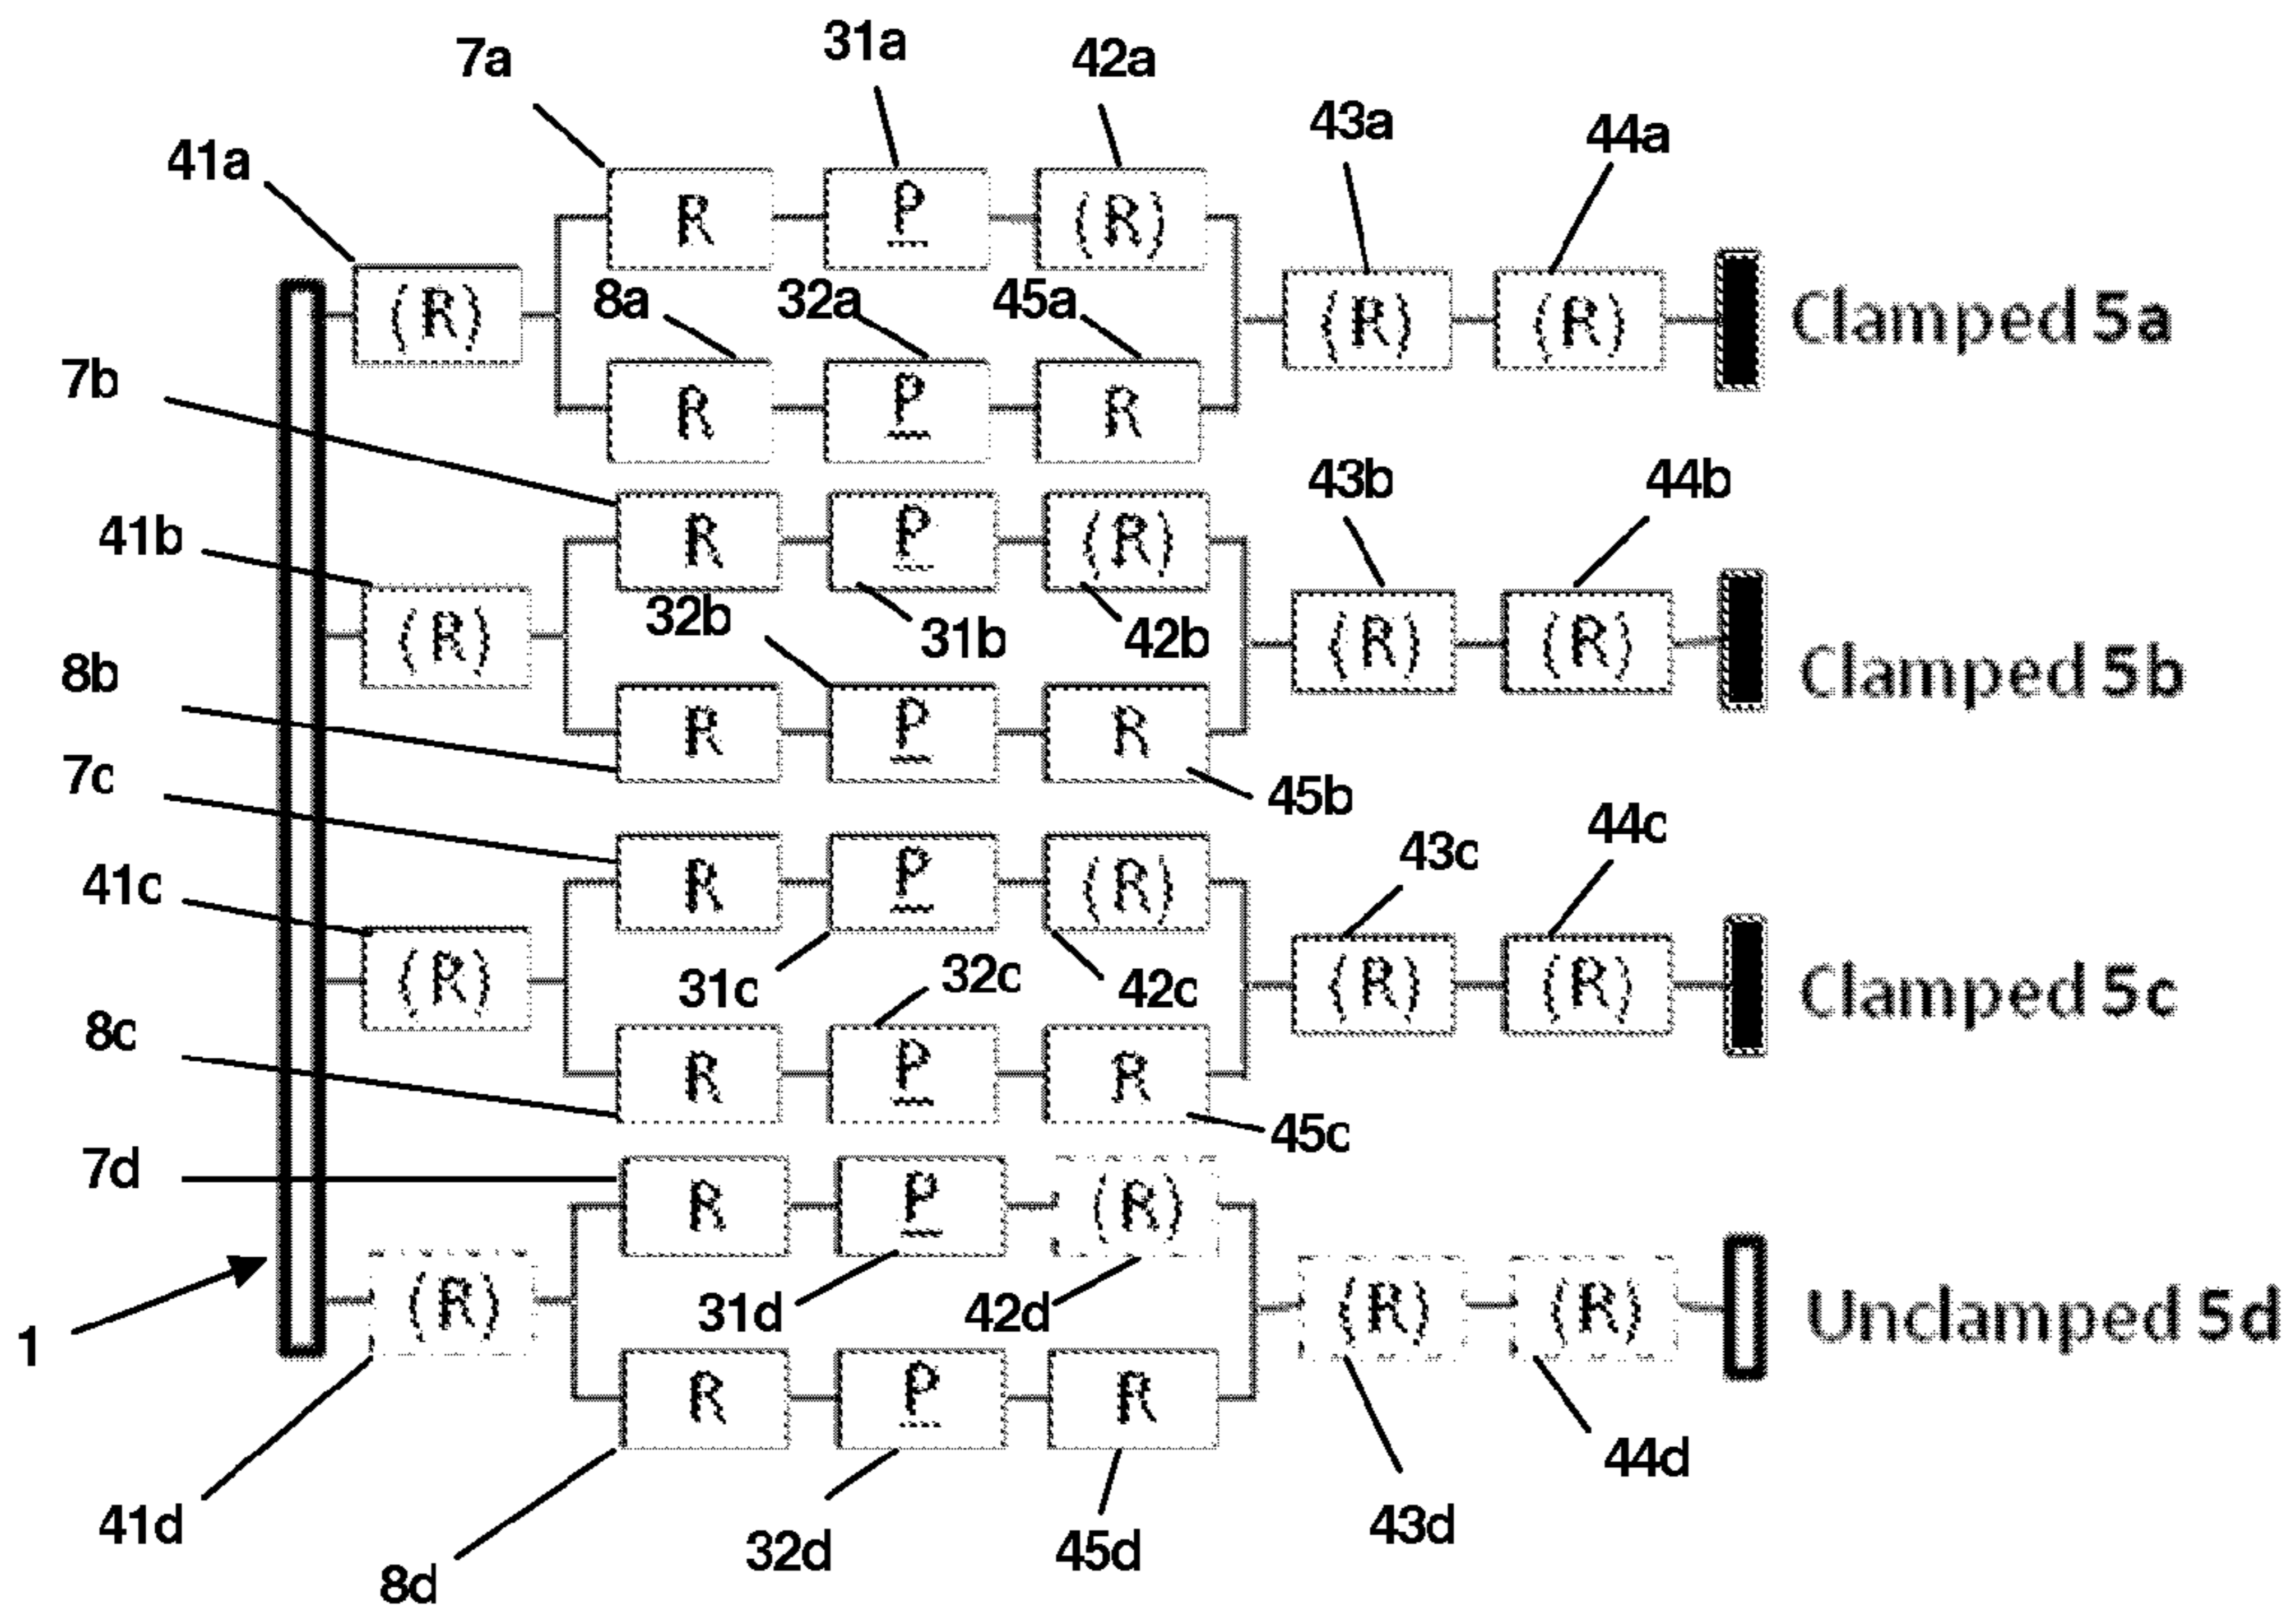 7a 31a 42a
43a 44a
41a
R P (R)
8a 32a 45a
(R) (R) (R) Clamped 5a
7b
R P R
43b 44b
41b
R P (R)
32b 31b 42b
(R) (R) (R) Clamped 5b
8b
R P R
7c 45b
44c
43c
41c
R P (R)
31c 32c 42c
(R) (R) (R) Clamped 5c
8c
R P R
45c
7d
R P (R)
1
(R) 31d 42d (R) (R) Unclamped 5d
R P R
44d
41d 43d
32d 45d
8d